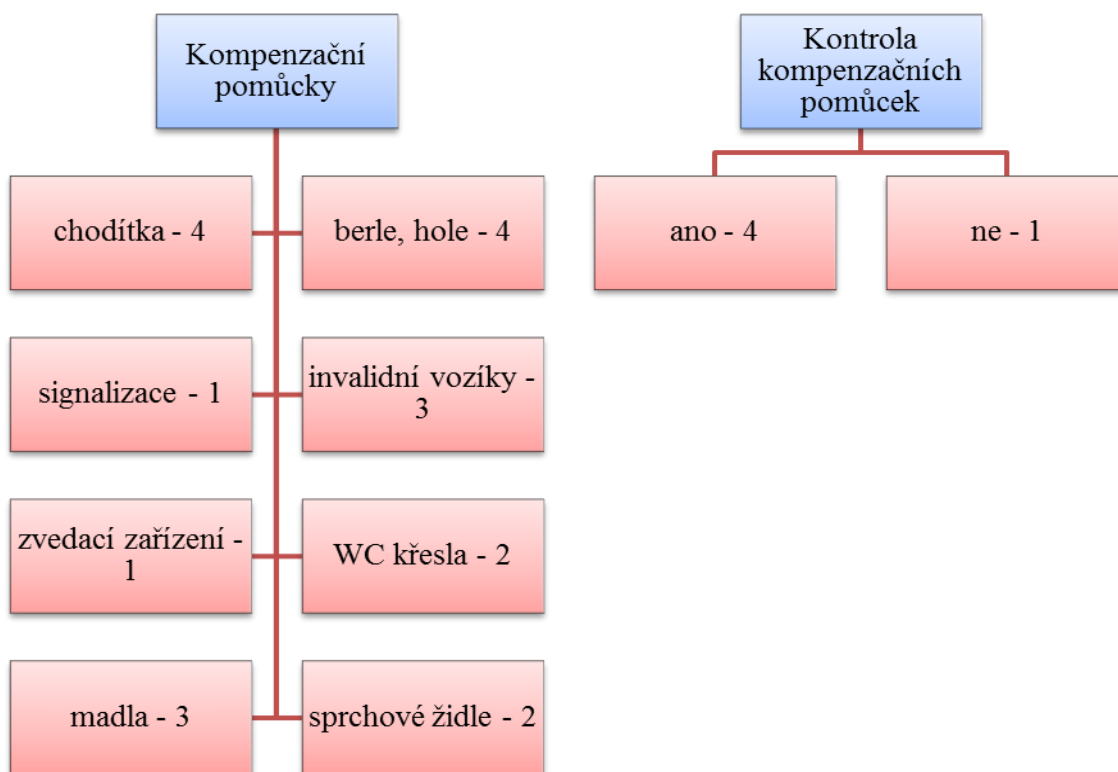 Kompenzační
pomůcky
chodítka - 4
berle, hole - 4
signalizace - 1
invalidní vozíky -
3
zvedací zařízení -
1
WC křesla - 2
madla - 3
sprchové židle - 2
Kontrola
kompenzačních
pomůcek
ano - 4
ne - 1